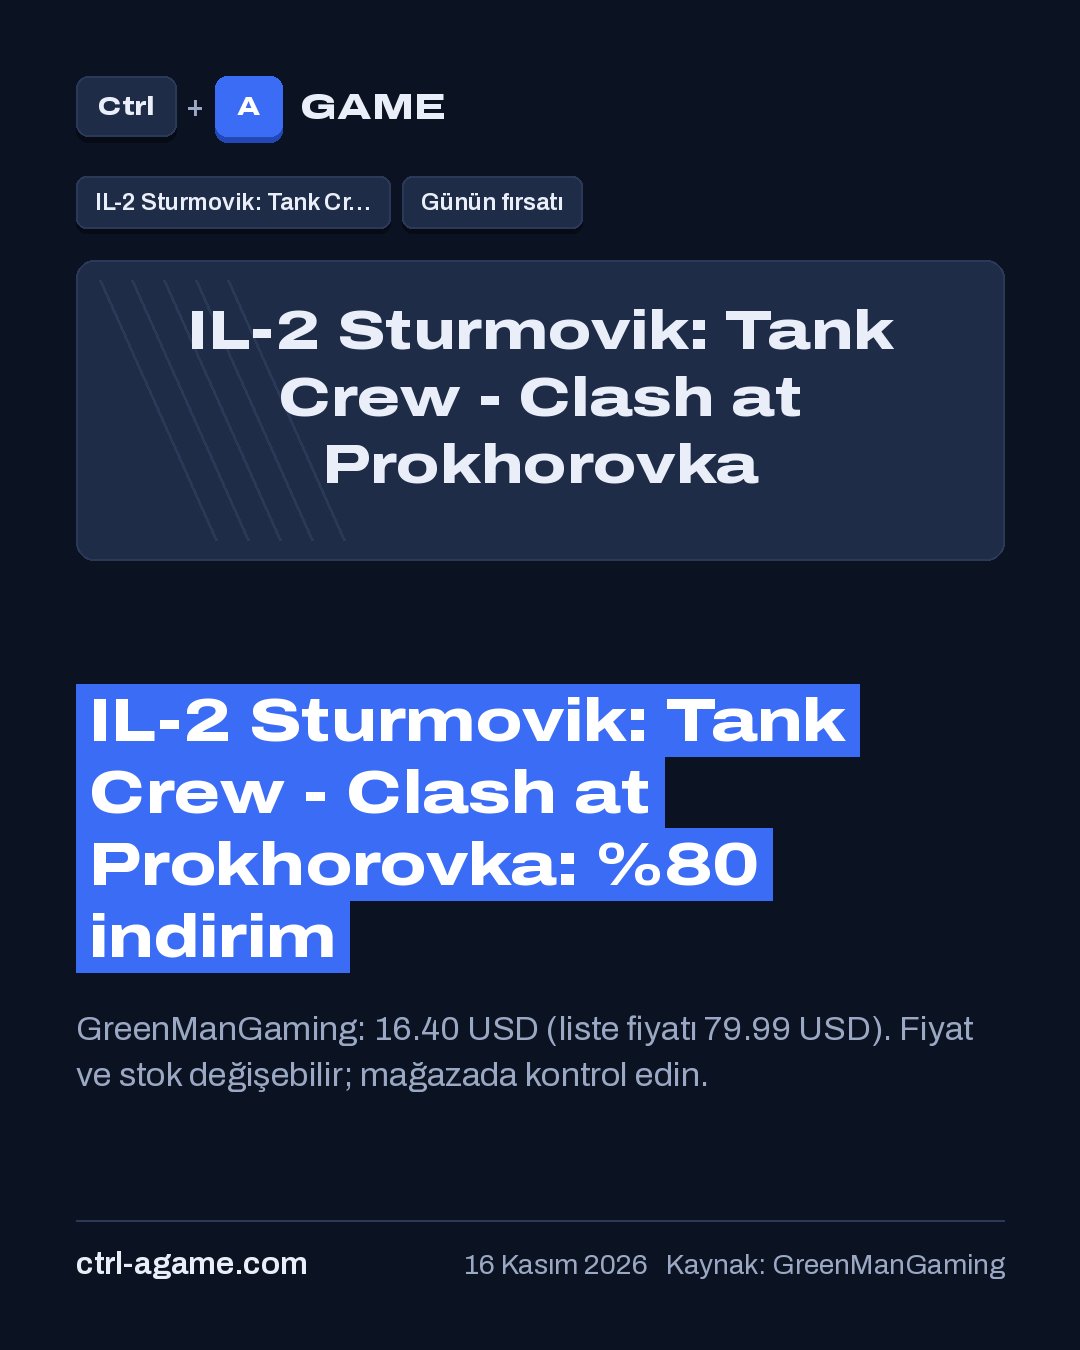 Ctrl + A GAME
IL-2 Sturmovik: Tank Cr... Günün fırsatı
IL-2 Sturmovik: Tank
Crew - Clash at
Prokhorovka
IL-2 Sturmovik: Tank
Crew - Clash at
Prokhorovka: %80
indirim
GreenManGaming: 16.40 USD (liste fiyatı 79.99 USD). Fiyat
ve stok değişebilir; mağazada kontrol edin.
ctrl-agame.com 16 Kasım 2026 Kaynak: GreenManGaming